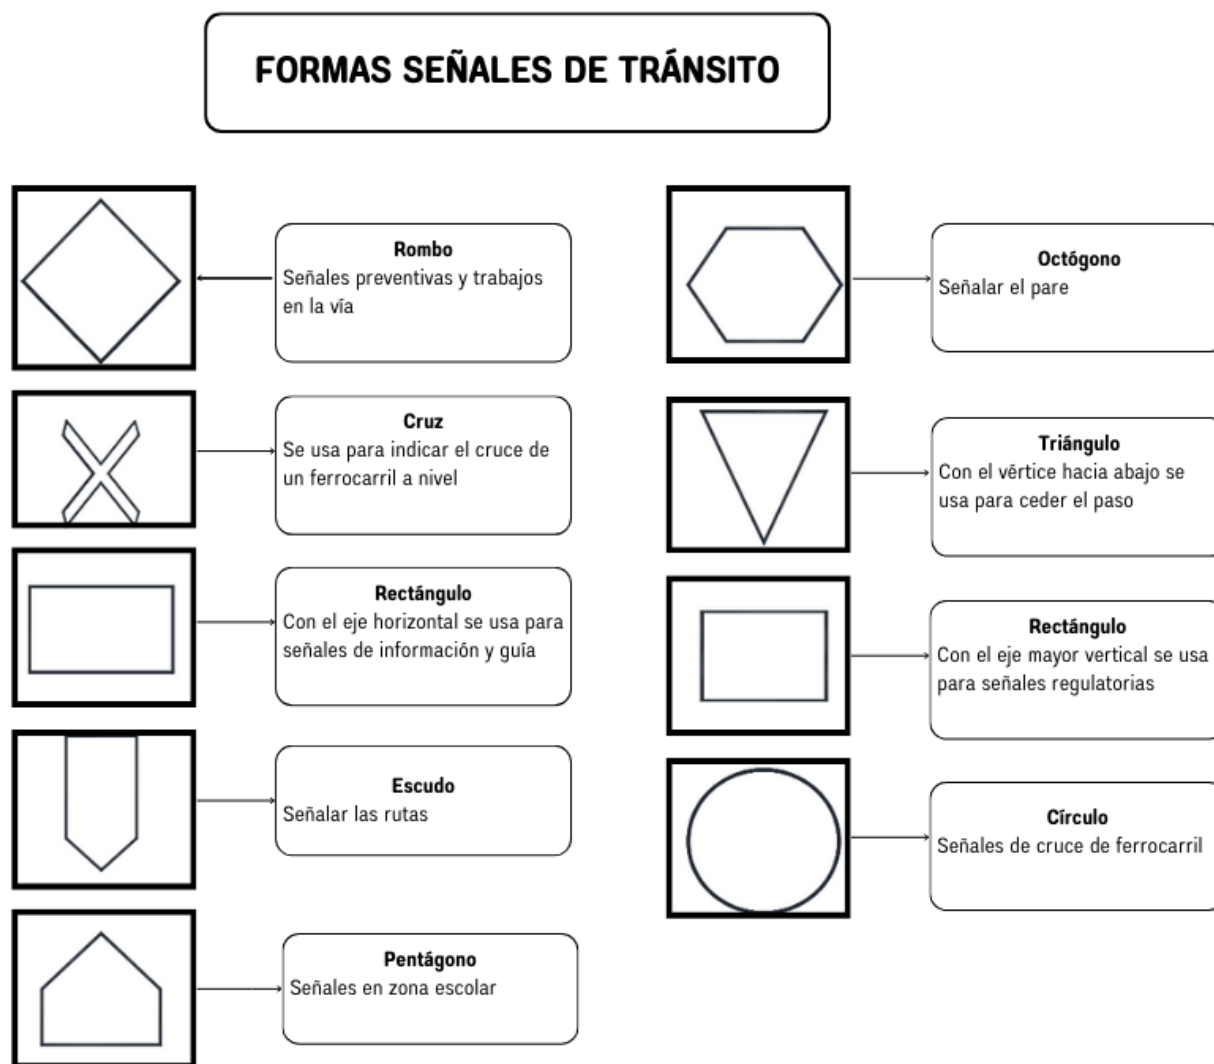 FORMAS SEÑALES DE TRÁNSITO
Rombo
Señales preventivas y trabajos
en la vía
Cruz
Se usa para indicar el cruce de
un ferrocarril a nivel
Rectángulo
Con el eje horizontal se usa para
señales de información y guía
Escudo
Señalar las rutas
Pentágono
Señales en zona escolar
Octógono
Señalar el pare
Triángulo
Con el vértice hacia abajo se
usa para ceder el paso
Rectángulo
Con el eje mayor vertical se usa
para señales regulatorias
Círculo
Señales de cruce de ferrocarril